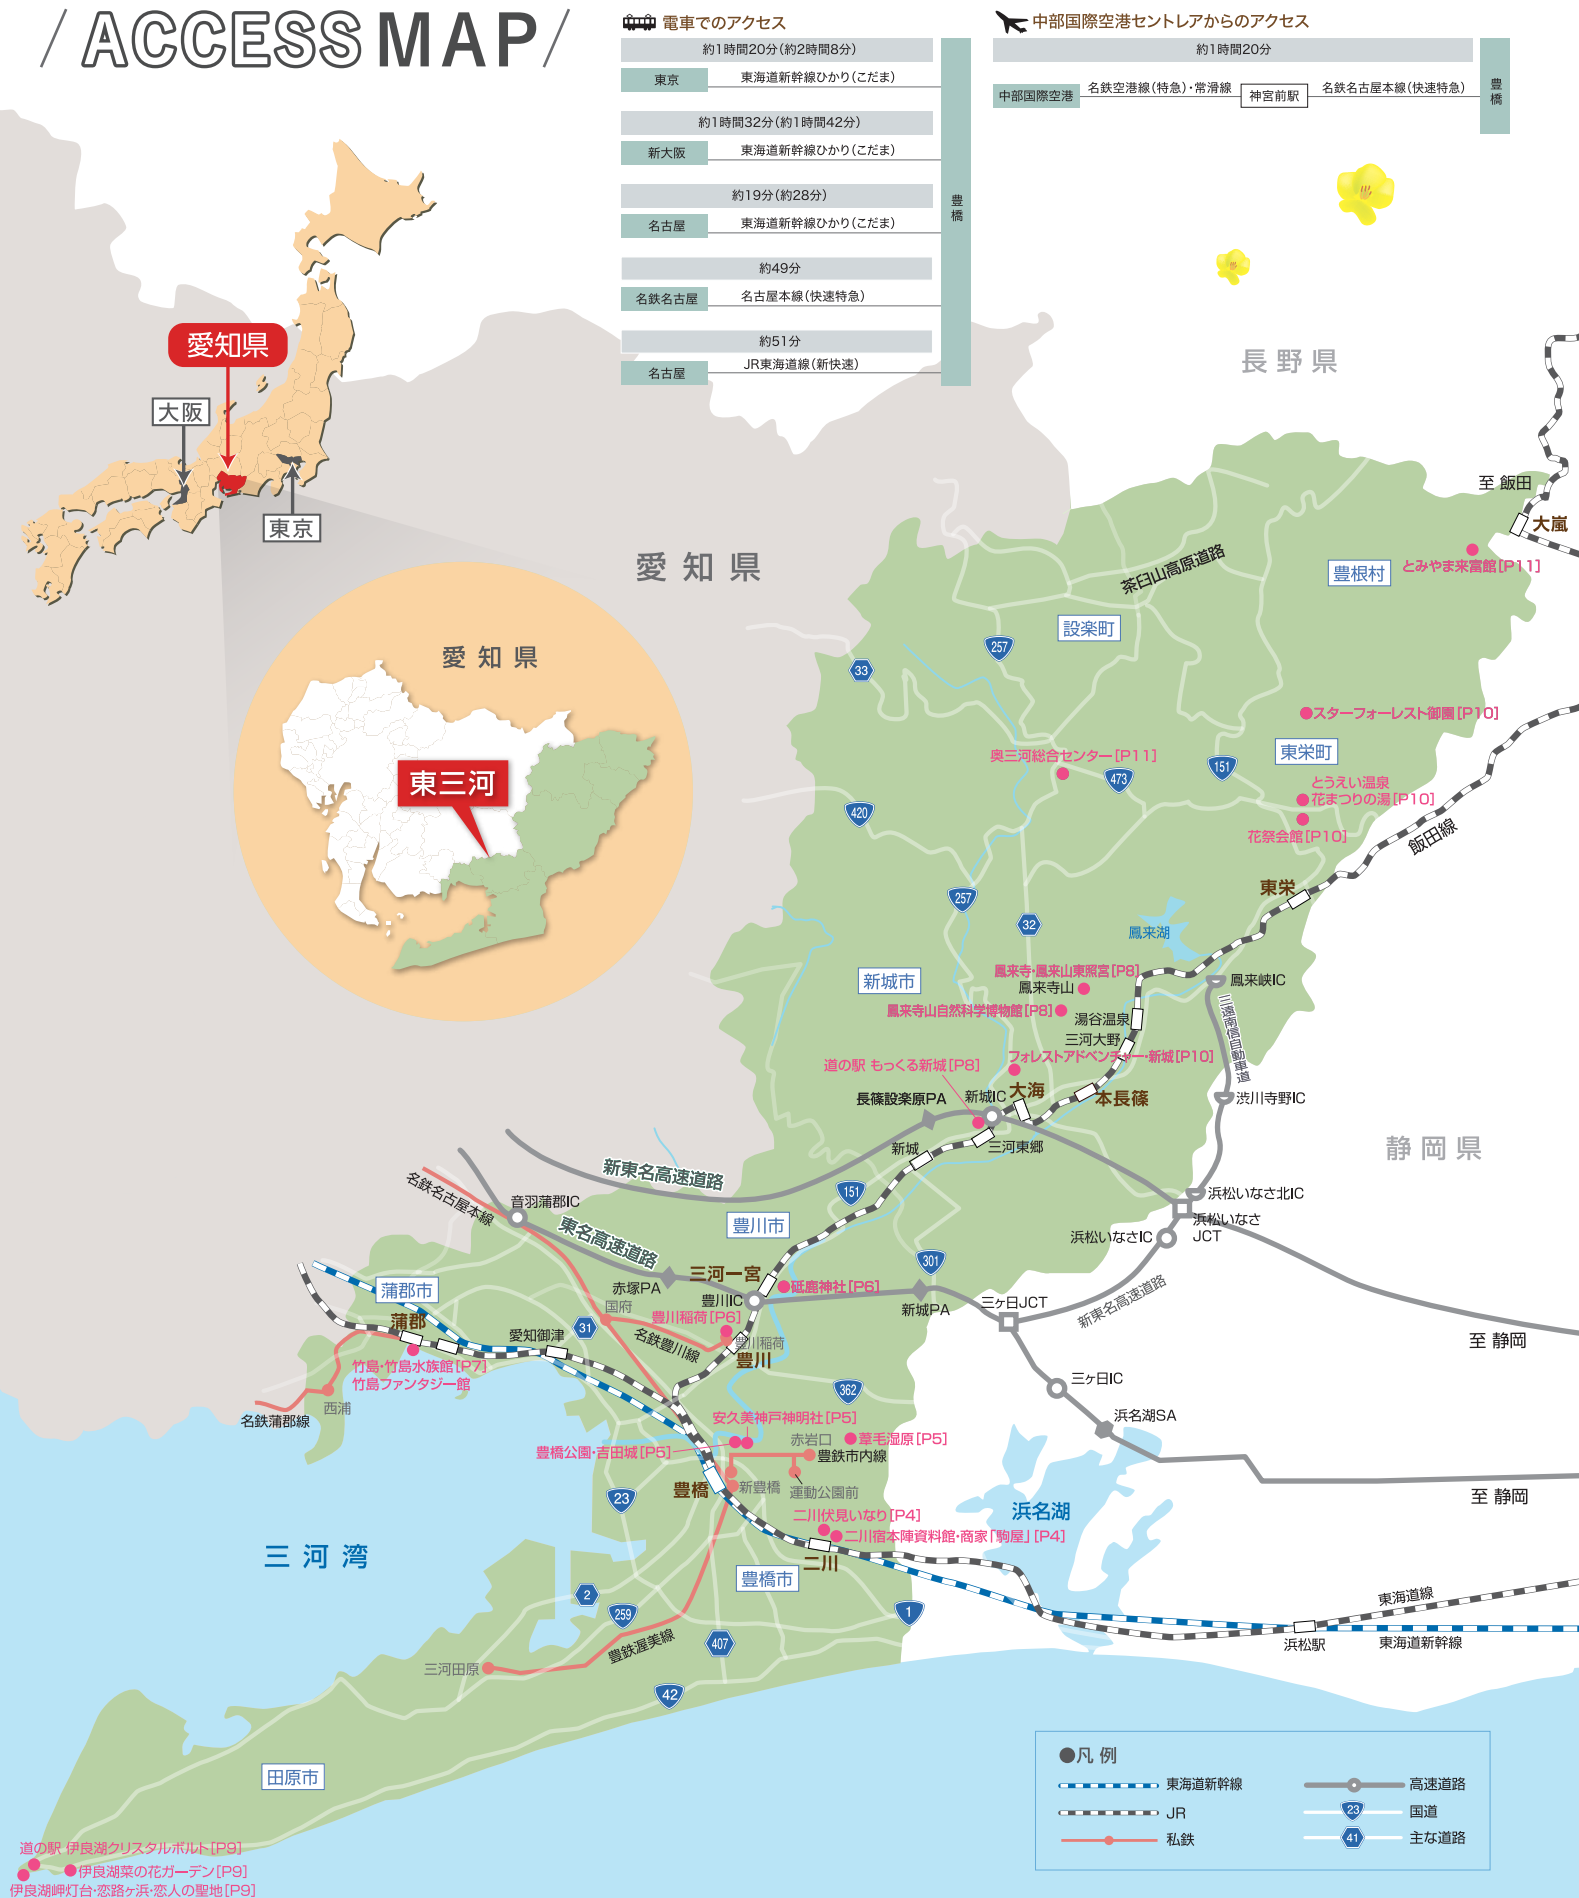 ACCESS MAP
電車でのアクセス
約1時間20分(約2時間8分)
東京
東海道新幹線ひかり(こだま)
約1時間32分(約1時間42分)
新大阪
東海道新幹線ひかり(こだま)
約19分(約28分)
名古屋
東海道新幹線ひかり(こだま)
約49分
名鉄名古屋
名古屋本線(快速特急)
約51分
名古屋
JR東海道線(新快速)
豊橋
中部国際空港セントレアからのアクセス
約1時間20分
中部国際空港
名鉄空港線(特急)・常滑線
神宮前駅
名鉄名古屋本線(快速特急)
豊橋
愛知県
大阪
東京
愛知県
東三河
愛知県
長野県
静岡県
至 飯田
大嵐
とみやま来富館[P11]
豊根村
茶臼山高原道路
設楽町
257
33
スターフォーレスト御園[P10]
東栄町
奥三河総合センター[P11]
473
151
とうえい温泉
花まつりの湯[P10]
花祭会館[P10]
420
飯田線
東栄
257
32
鳳来湖
新城市
鳳来寺・鳳来山東照宮[P8]
鳳来寺山
鳳来峡IC
鳳来寺山自然科学博物館[P8]
湯谷温泉
三河大野
三遠南信自動車道
フォレストアドベンチャー・新城[P10]
道の駅 もっくる新城[P8]
大海
新城IC
本長篠
長篠設楽原PA
渋川寺野IC
新城
三河東郷
新東名高速道路
名鉄名古屋本線
音羽蒲郡IC
151
浜松いなさ北IC
浜松いなさ
JCT
浜松いなさIC
豊川市
東名高速道路
301
三河一宮
赤塚PA
砥鹿神社[P6]
豊川IC
新城PA
三ヶ日JCT
新東名高速道路
至 静岡
蒲郡市
蒲郡
国府
豊川稲荷[P6]
31
愛知御津
名鉄豊川線
豊川稲荷
豊川
竹島・竹島水族館[P7]
竹島ファンタジー館
西浦
名鉄蒲郡線
362
三ヶ日IC
浜名湖SA
安久美神戸神明社[P5]
赤岩口
葦毛湿原[P5]
豊橋公園・吉田城[P5]
豊鉄市内線
豊橋
新豊橋
運動公園前
至 静岡
23
二川伏見いなり[P4]
二川宿本陣資料館・商家「駒屋」[P4]
浜名湖
二川
三河湾
豊橋市
2
259
1
407
豊鉄渥美線
三河田原
42
東海道線
浜松駅
東海道新幹線
田原市
道の駅 伊良湖クリスタルポルト[P9]
伊良湖菜の花ガーデン[P9]
伊良湖岬灯台・恋路ヶ浜・恋人の聖地[P9]
●凡 例
東海道新幹線
JR
私鉄
高速道路
23
国道
41
主な道路